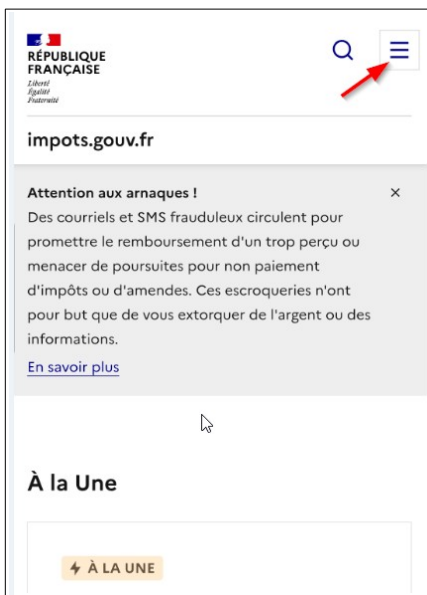 RÉPUBLIQUE
FRANÇAISE
Liberté
Égalité
Fraternité
impots.gouv.fr
Attention aux arnaques !
Des courriels et SMS frauduleux circulent pour
promettre le remboursement d'un trop perçu ou
menacer de poursuites pour non paiement
d'impôts ou d'amendes. Ces escroqueries n'ont
pour but que de vous extorquer de l'argent ou des
informations.
En savoir plus
À la Une
À LA UNE